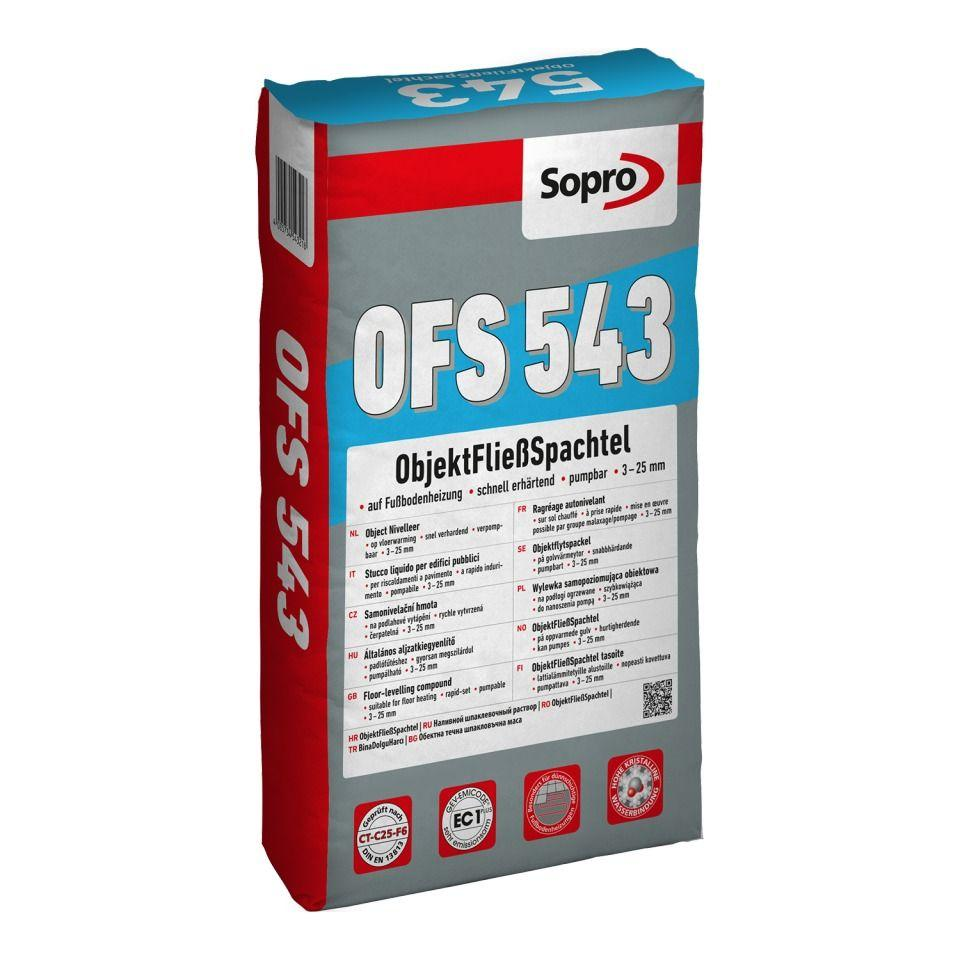 543
ObjektFließSpachtel
Sopro
OFS 543
OFS 543
ObjektFließSpachtel
• auf Fußbodenheizung • schnell erhärtend • pumpbar • 3–25 mm
NL Object Nivelleer
• op vloerwarming • snel verhardend • verpomp-
baar • 3–25 mm
IT Stucco liquido per edifici pubblici
• per riscaldamenti a pavimento • a rapido induri-
mento • pompabile • 3–25 mm
CZ Samonivelační hmota
• na podlahové vytápění • rychle vytvrzená
• čerpatelná • 3–25 mm
HU Általános aljzatkiegyenlítő
• padlófűtéshez • gyorsan megszilárdul
• pumpálható • 3–25 mm
GB Floor-levelling compound
• suitable for floor heating • rapid-set • pumpable
• 3–25 mm
FR Ragréage autonivelant
• sur sol chauffé • à prise rapide • mise en œuvre
possible par groupe malaxage/pompage • 3–25 mm
SE Objektflytspackel
• på golvvärmeytor • snabbhärdande
• pumpbart • 3–25 mm
PL Wylewka samopoziomująca obiektowa
• na podłogi ogrzewane • szybkowiążąca
• do nanoszenia pompą • 3–25 mm
NO ObjektFließSpachtel
• på oppvarmede gulv • hurtigherdende
• kan pumpes • 3–25 mm
FI ObjektFließSpachtel tasoite
• lattialämmitteisille alustoille • nopeasti kovettuva
• pumpattava • 3–25 mm
HR ObjektFließSpachtel | RU Наливной шпаклевочный раствор | RO ObjektFließSpachtel |
TR BinaDolguHarcı | BG Обектна течна шпакловъчна маса
Geprüft nach
CT-C25-F6
DIN EN 13813
GEV-EMICODE
EC1 PLUS
sehr emissionsarm
Besonders für dünnschichtige
Fußbodenheizungen
HOHE KRISTALLINE
WASSERBINDUNG